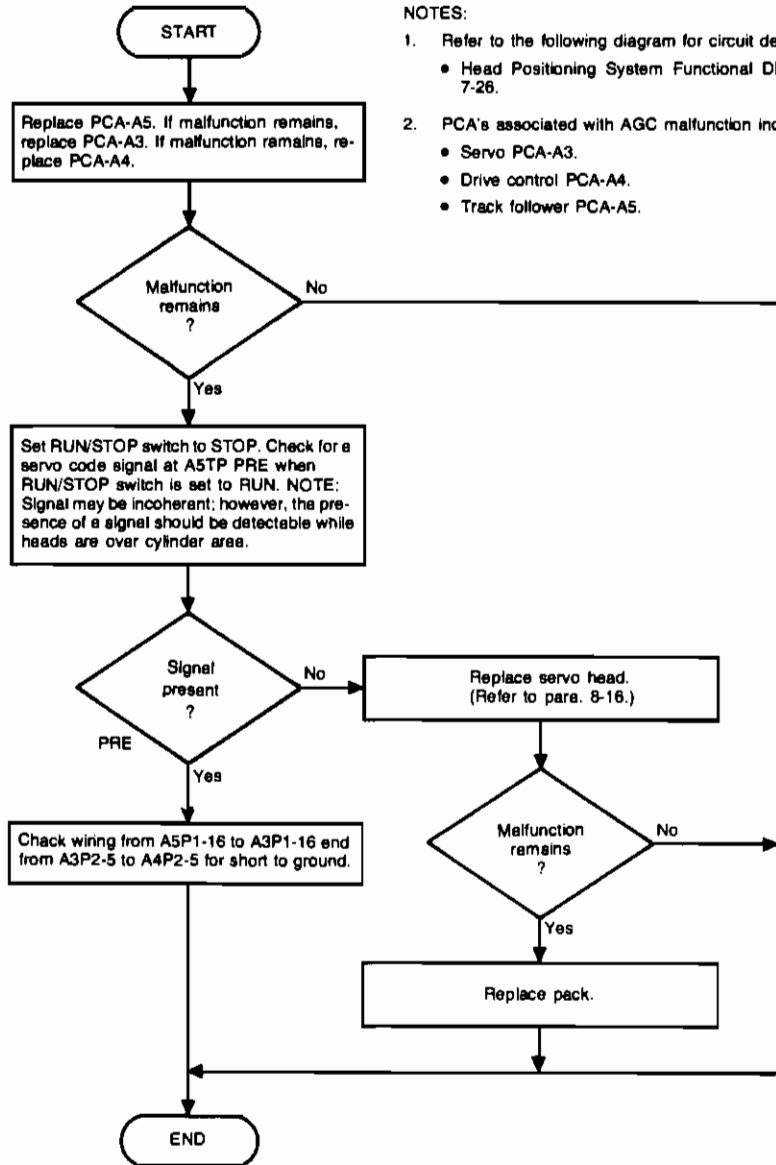 START
Replace PCA-A5. If malfunction remains,
replace PCA-A3. If malfunction remains, re-
place PCA-A4.
Malfunction
remains
?
No
Yes
Set RUN/STOP switch to STOP. Check for a
servo code signal at A5TP PRE when
RUN/STOP switch is set to RUN. NOTE:
Signal may be incoherent; however, the pre-
sence of a signal should be detectable while
heads are over cylinder area.
Signal
present
?
No
PRE
Yes
Chack wiring from A5P1-16 to A3P1-16 end
from A3P2-5 to A4P2-5 for short to ground.
Replace servo head.
(Refer to para. 8-16.)
Malfunction
remains
?
No
Yes
Replace pack.
END
NOTES:
1. Refer to the following diagram for circuit de
• Head Positioning System Functional DI
7-26.
2. PCA's associated with AGC malfunction inc
• Servo PCA-A3.
• Drive control PCA-A4.
• Track follower PCA-A5.